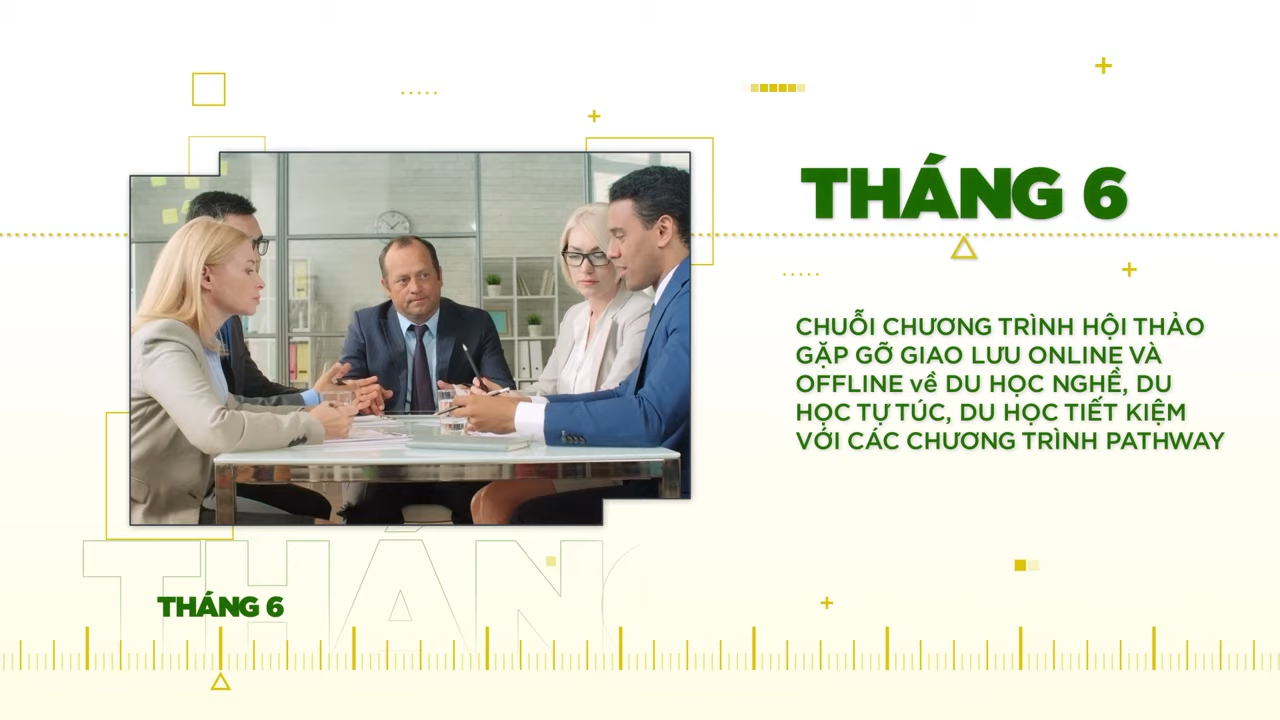 THÁNG 6
CHUỖI CHƯƠNG TRÌNH HỘI THẢO
GẶP GỠ GIAO LƯU ONLINE VÀ
OFFLINE về DU HỌC NGHỀ, DU
HỌC TỰ TÚC, DU HỌC TIẾT KIỆM
VỚI CÁC CHƯƠNG TRÌNH PATHWAY
THÁN
THÁNG 6